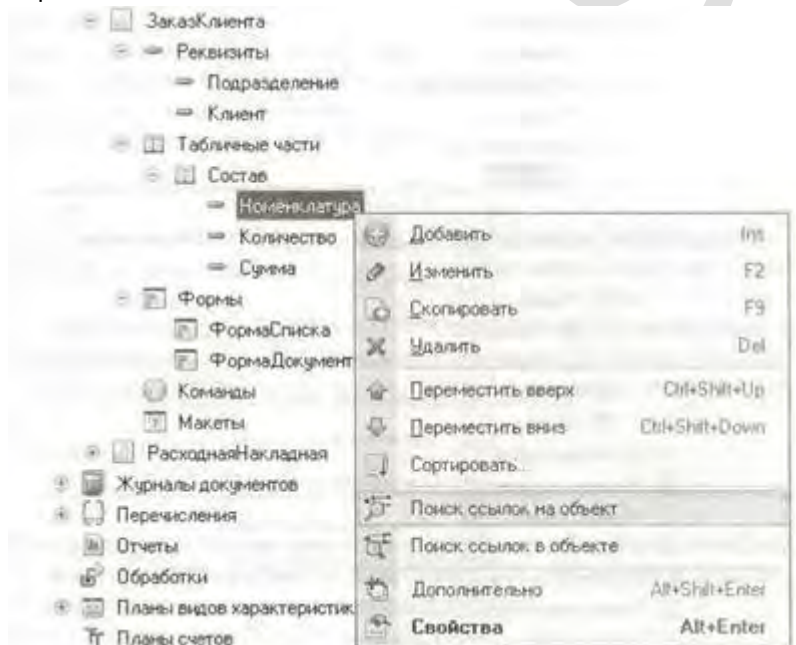 ЗаказКлиента
Реквизиты
Подразделение
Клиент
Табличные части
Состав
Номенклатура
Количество
Сумма
Формы
ФормаСписка
ФормаДокумент
Команды
Макеты
РасходнаяНакладная
Журналы документов
Перечисления
Отчеты
Обработки
Планы видов характеристик
Планы счетов
Добавить Ins
Изменить F2
Скопировать F9
Удалить Del
Переместить вверх Ctrl+Shift+Up
Переместить вниз Ctrl+Shift+Down
Сортировать...
Поиск ссылок на объект
Поиск ссылок в объекте
Дополнительно Alt+Shift+Enter
Свойства Alt+Enter